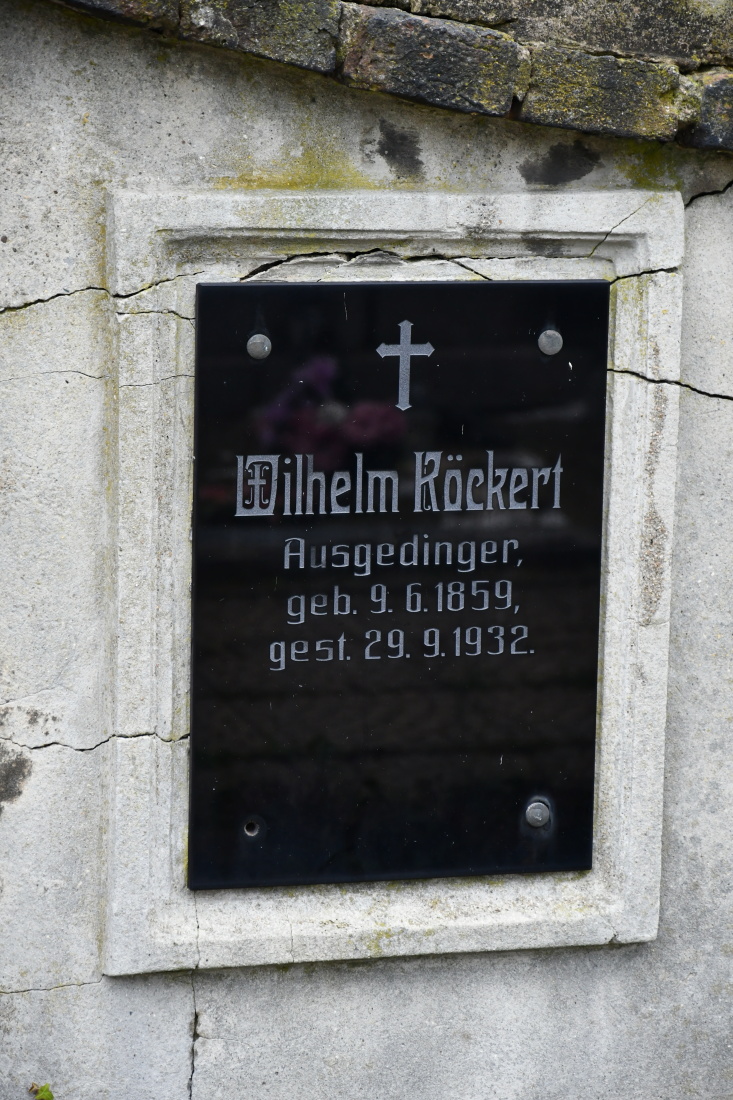 Wilhelm Köckert
Ausgedinger,
geb. 9. 6. 1859,
gest. 29. 9. 1932.